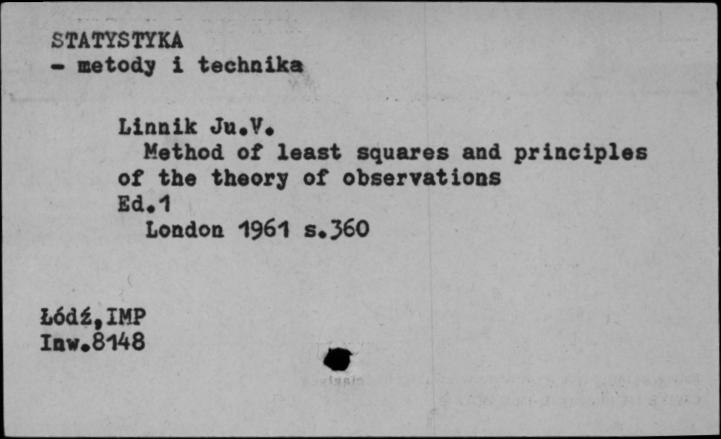 STATYSTYKA
- metody i technika
Linnik Ju.V.
Method of least squares and principles
of the theory of observations
Ed.1
London 1961 s.360
Łódź,IMP
Inw.8148